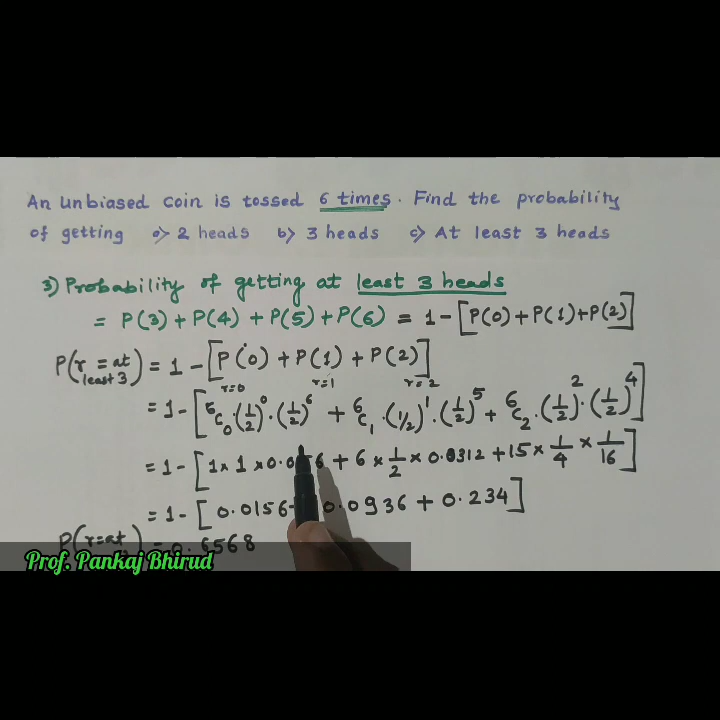 An unbiased coin is tossed 6 times. Find the probability
of getting a> 2 heads b> 3 heads c> At least 3 heads
3) Probability of getting at least 3 heads
= P(3) + P(4) + P(5) + P(6) = 1 - [P(0) + P(1) + P(2)]
P(r = at least 3) = 1 - [P(0) + P(1) + P(2)]
r=0 r=1 r=2
= 1 - [⁶C₀ · (1/2)⁰ · (1/2)⁶ + ⁶C₁ · (1/2)¹ · (1/2)⁵ + ⁶C₂ · (1/2)² · (1/2)⁴]
= 1 - [1 x 1 x 0.0 6 + 6 x 1/2 x 0.0312 + 15 x 1/4 x 1/16]
= 1 - [0.0156 0.0936 + 0.234]
P(r=at = 0.6568
Prof. Pankaj Bhirud